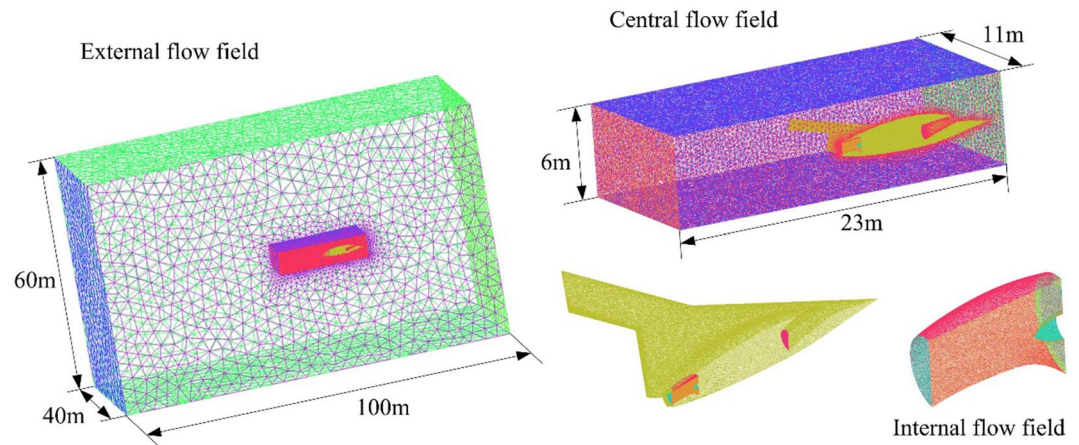 External flow field
60m
40m
100m
Central flow field
11m
6m
23m
Internal flow field